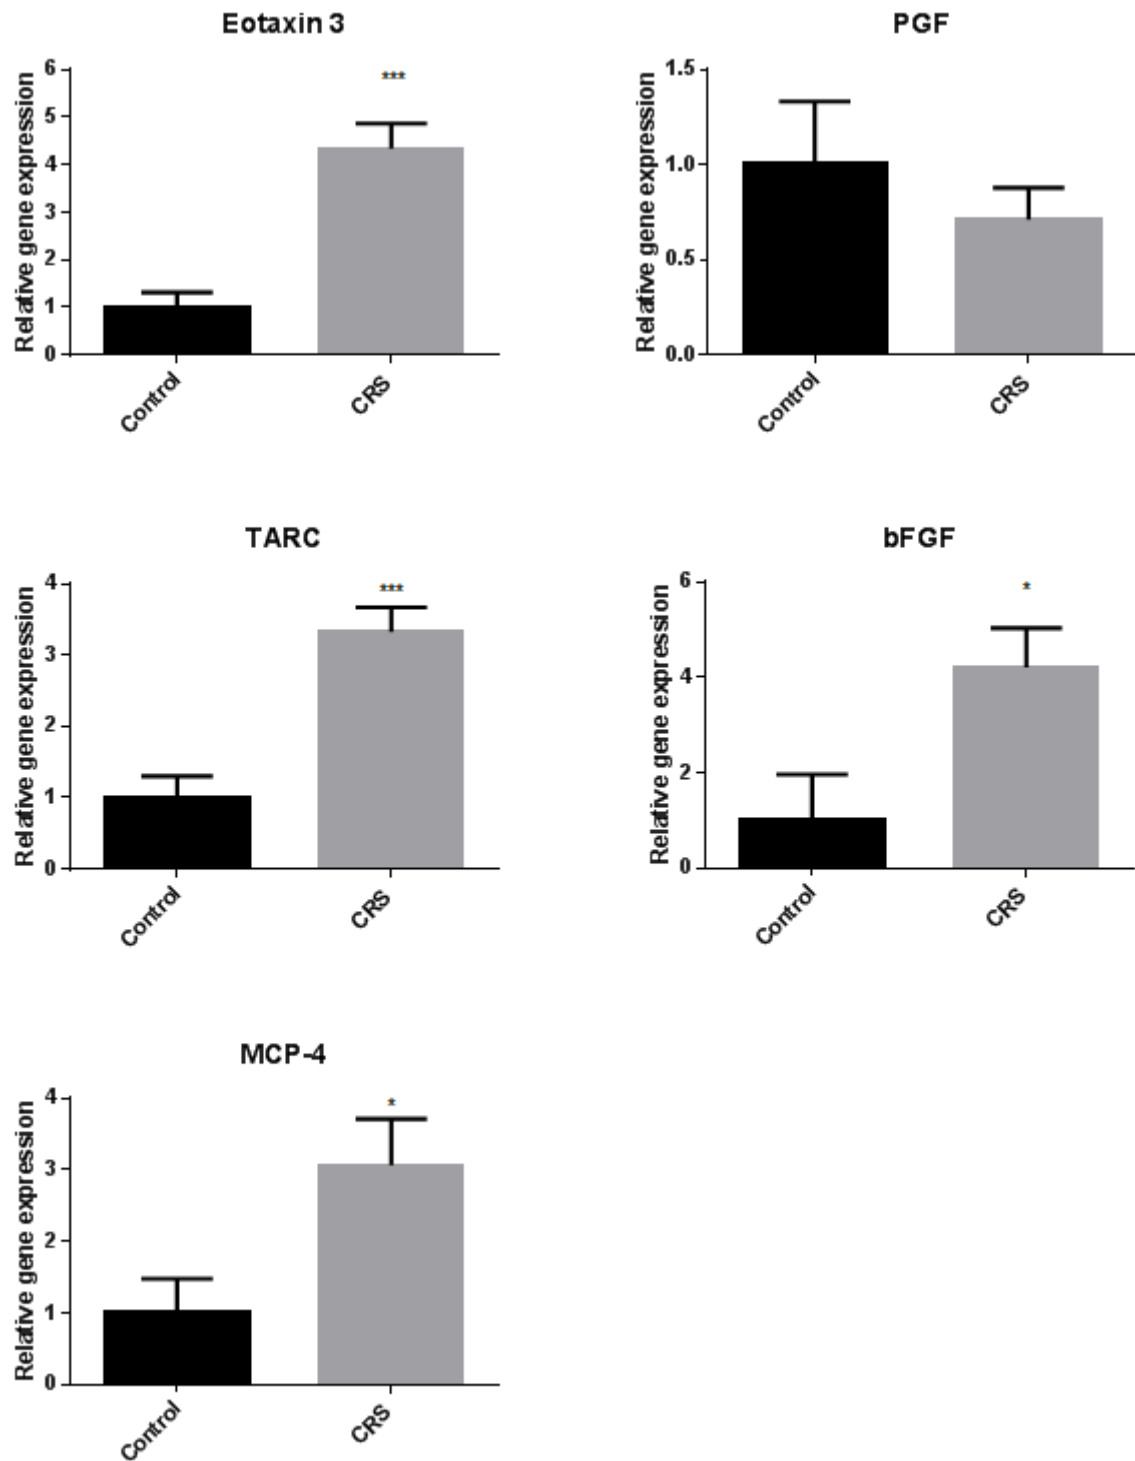 Eotaxin 3
Relative gene expression
6
5
4
3
2
1
0
***
Control
CRS
PGF
Relative gene expression
1.5
1.0
0.5
0.0
Control
CRS
TARC
Relative gene expression
4
3
2
1
0
***
Control
CRS
bFGF
Relative gene expression
6
4
2
0
*
Control
CRS
MCP-4
Relative gene expression
4
3
2
1
0
*
Control
CRS